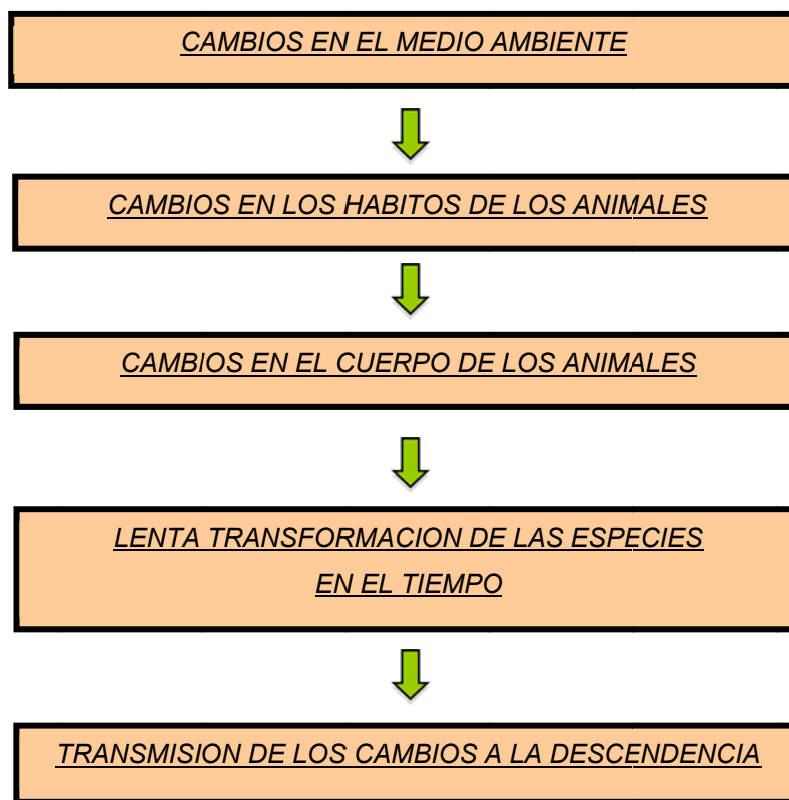 CAMBIOS EN EL MEDIO AMBIENTE
CAMBIOS EN LOS HABITOS DE LOS ANIMALES
CAMBIOS EN EL CUERPO DE LOS ANIMALES
LENTA TRANSFORMACION DE LAS ESPECIES
EN EL TIEMPO
TRANSMISION DE LOS CAMBIOS A LA DESCENDENCIA